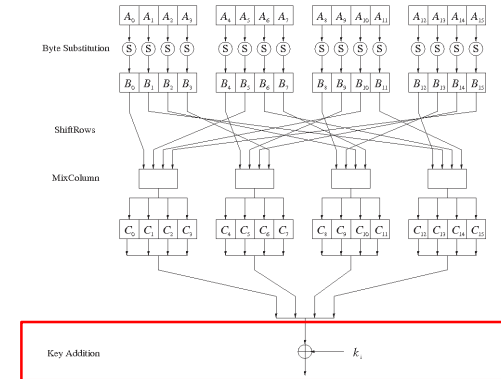 A0 A1 A2 A3 A4 A5 A6 A7 A8 A9 A10 A11 A12 A13 A14 A15
Byte Substitution S S S S S S S S S S S S S S S S
B0 B1 B2 B3 B4 B5 B6 B7 B8 B9 B10 B11 B12 B13 B14 B15
ShiftRows
MixColumn
C0 C1 C2 C3 C4 C5 C6 C7 C8 C9 C10 C11 C12 C13 C14 C15
Key Addition ki